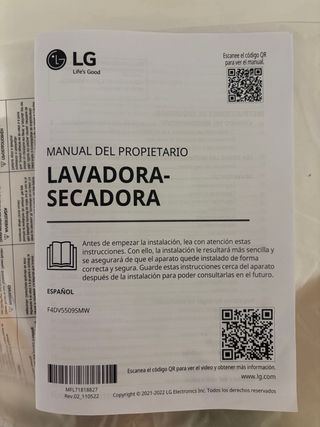 LG
Life's Good
Escanee el código QR
para ver el manual.
MANUAL DEL PROPIETARIO
LAVADORA-
SECADORA
Antes de empezar la instalación, lea con atención estas
instrucciones. Con ello, la instalación le resultará más sencilla y
se asegurará de que el aparato quede instalado de forma
correcta y segura. Guarde estas instrucciones cerca del aparato
después de la instalación para poder consultarlas en el futuro.
ESPAÑOL
F4DV5509SMW
Escanea el código QR para ver el video y obtener más información.
www.lg.com
MFL71818827
Rev.02_110522
Copyright © 2021-2022 LG Electronics Inc. Todos los derechos reservados